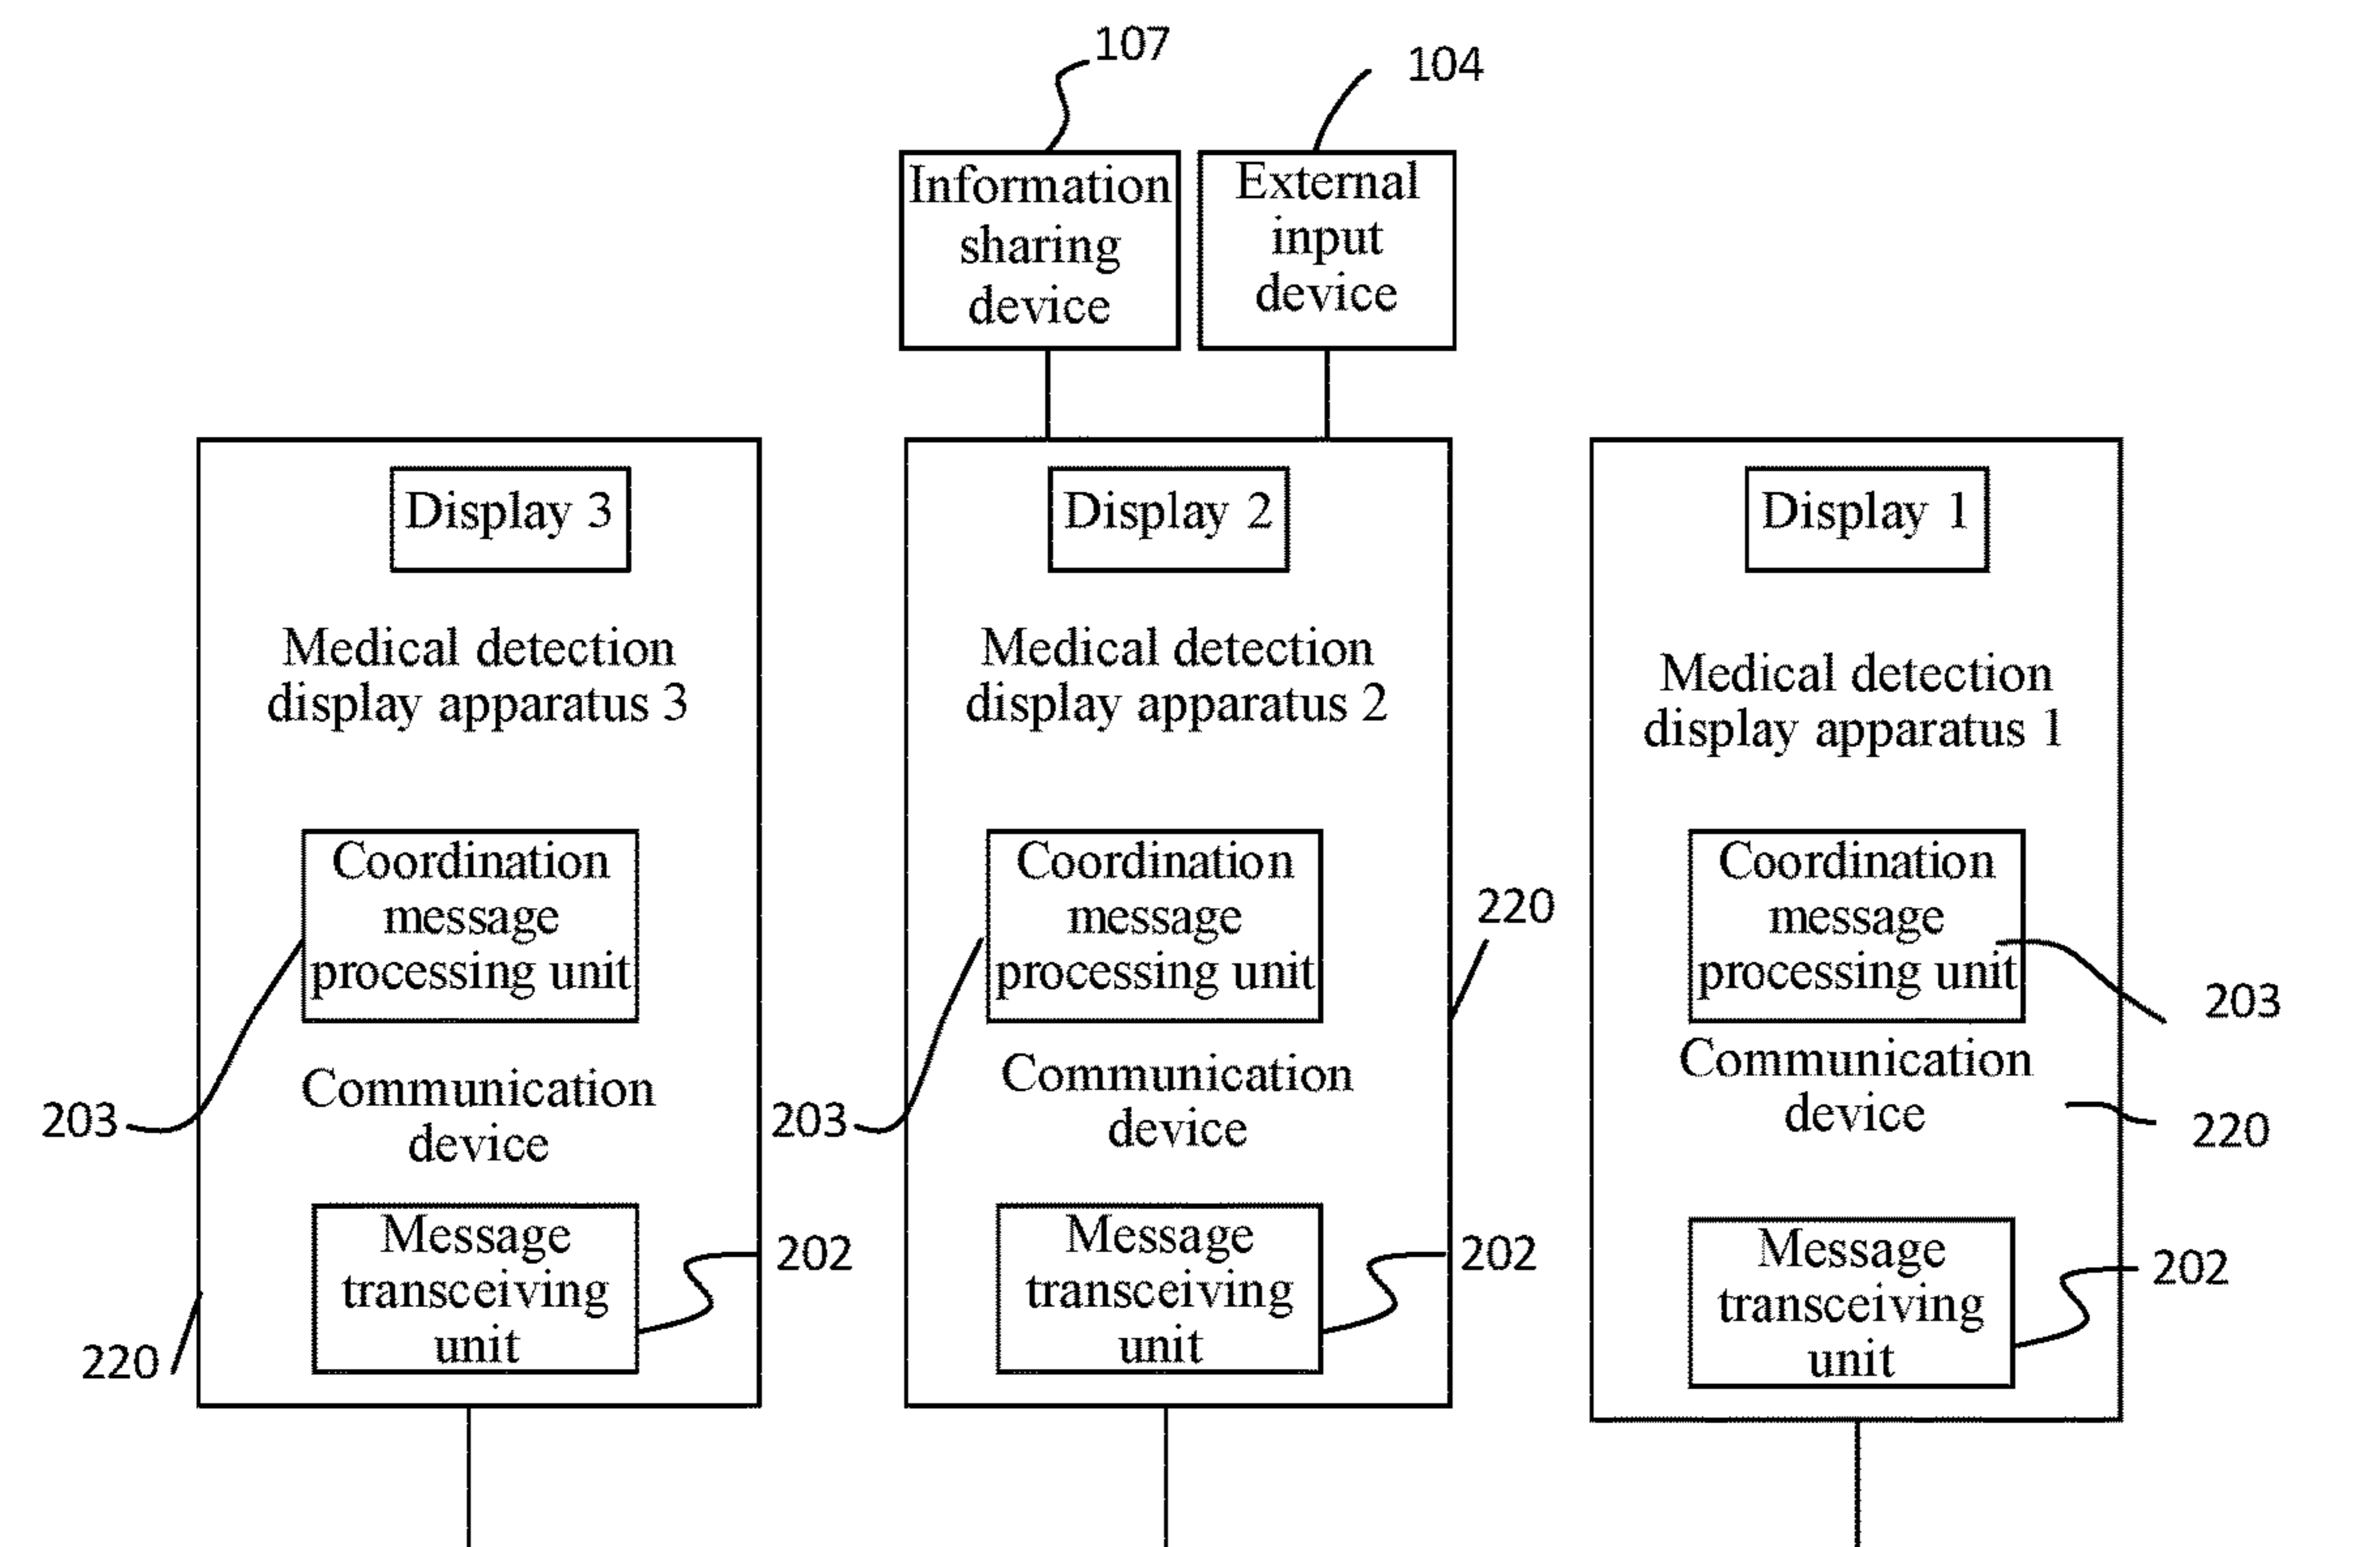 107
104
Information
sharing
device
External
input
device
Display 3
Medical detection
display apparatus 3
Coordination
message
processing unit
203
Communication
device
Message
transceiving
unit
202
220
Display 2
Medical detection
display apparatus 2
Coordination
message
processing unit
220
203
Communication
device
Message
transceiving
unit
202
Display 1
Medical detection
display apparatus 1
Coordination
message
processing unit
203
Communication
device
220
Message
transceiving
unit
202